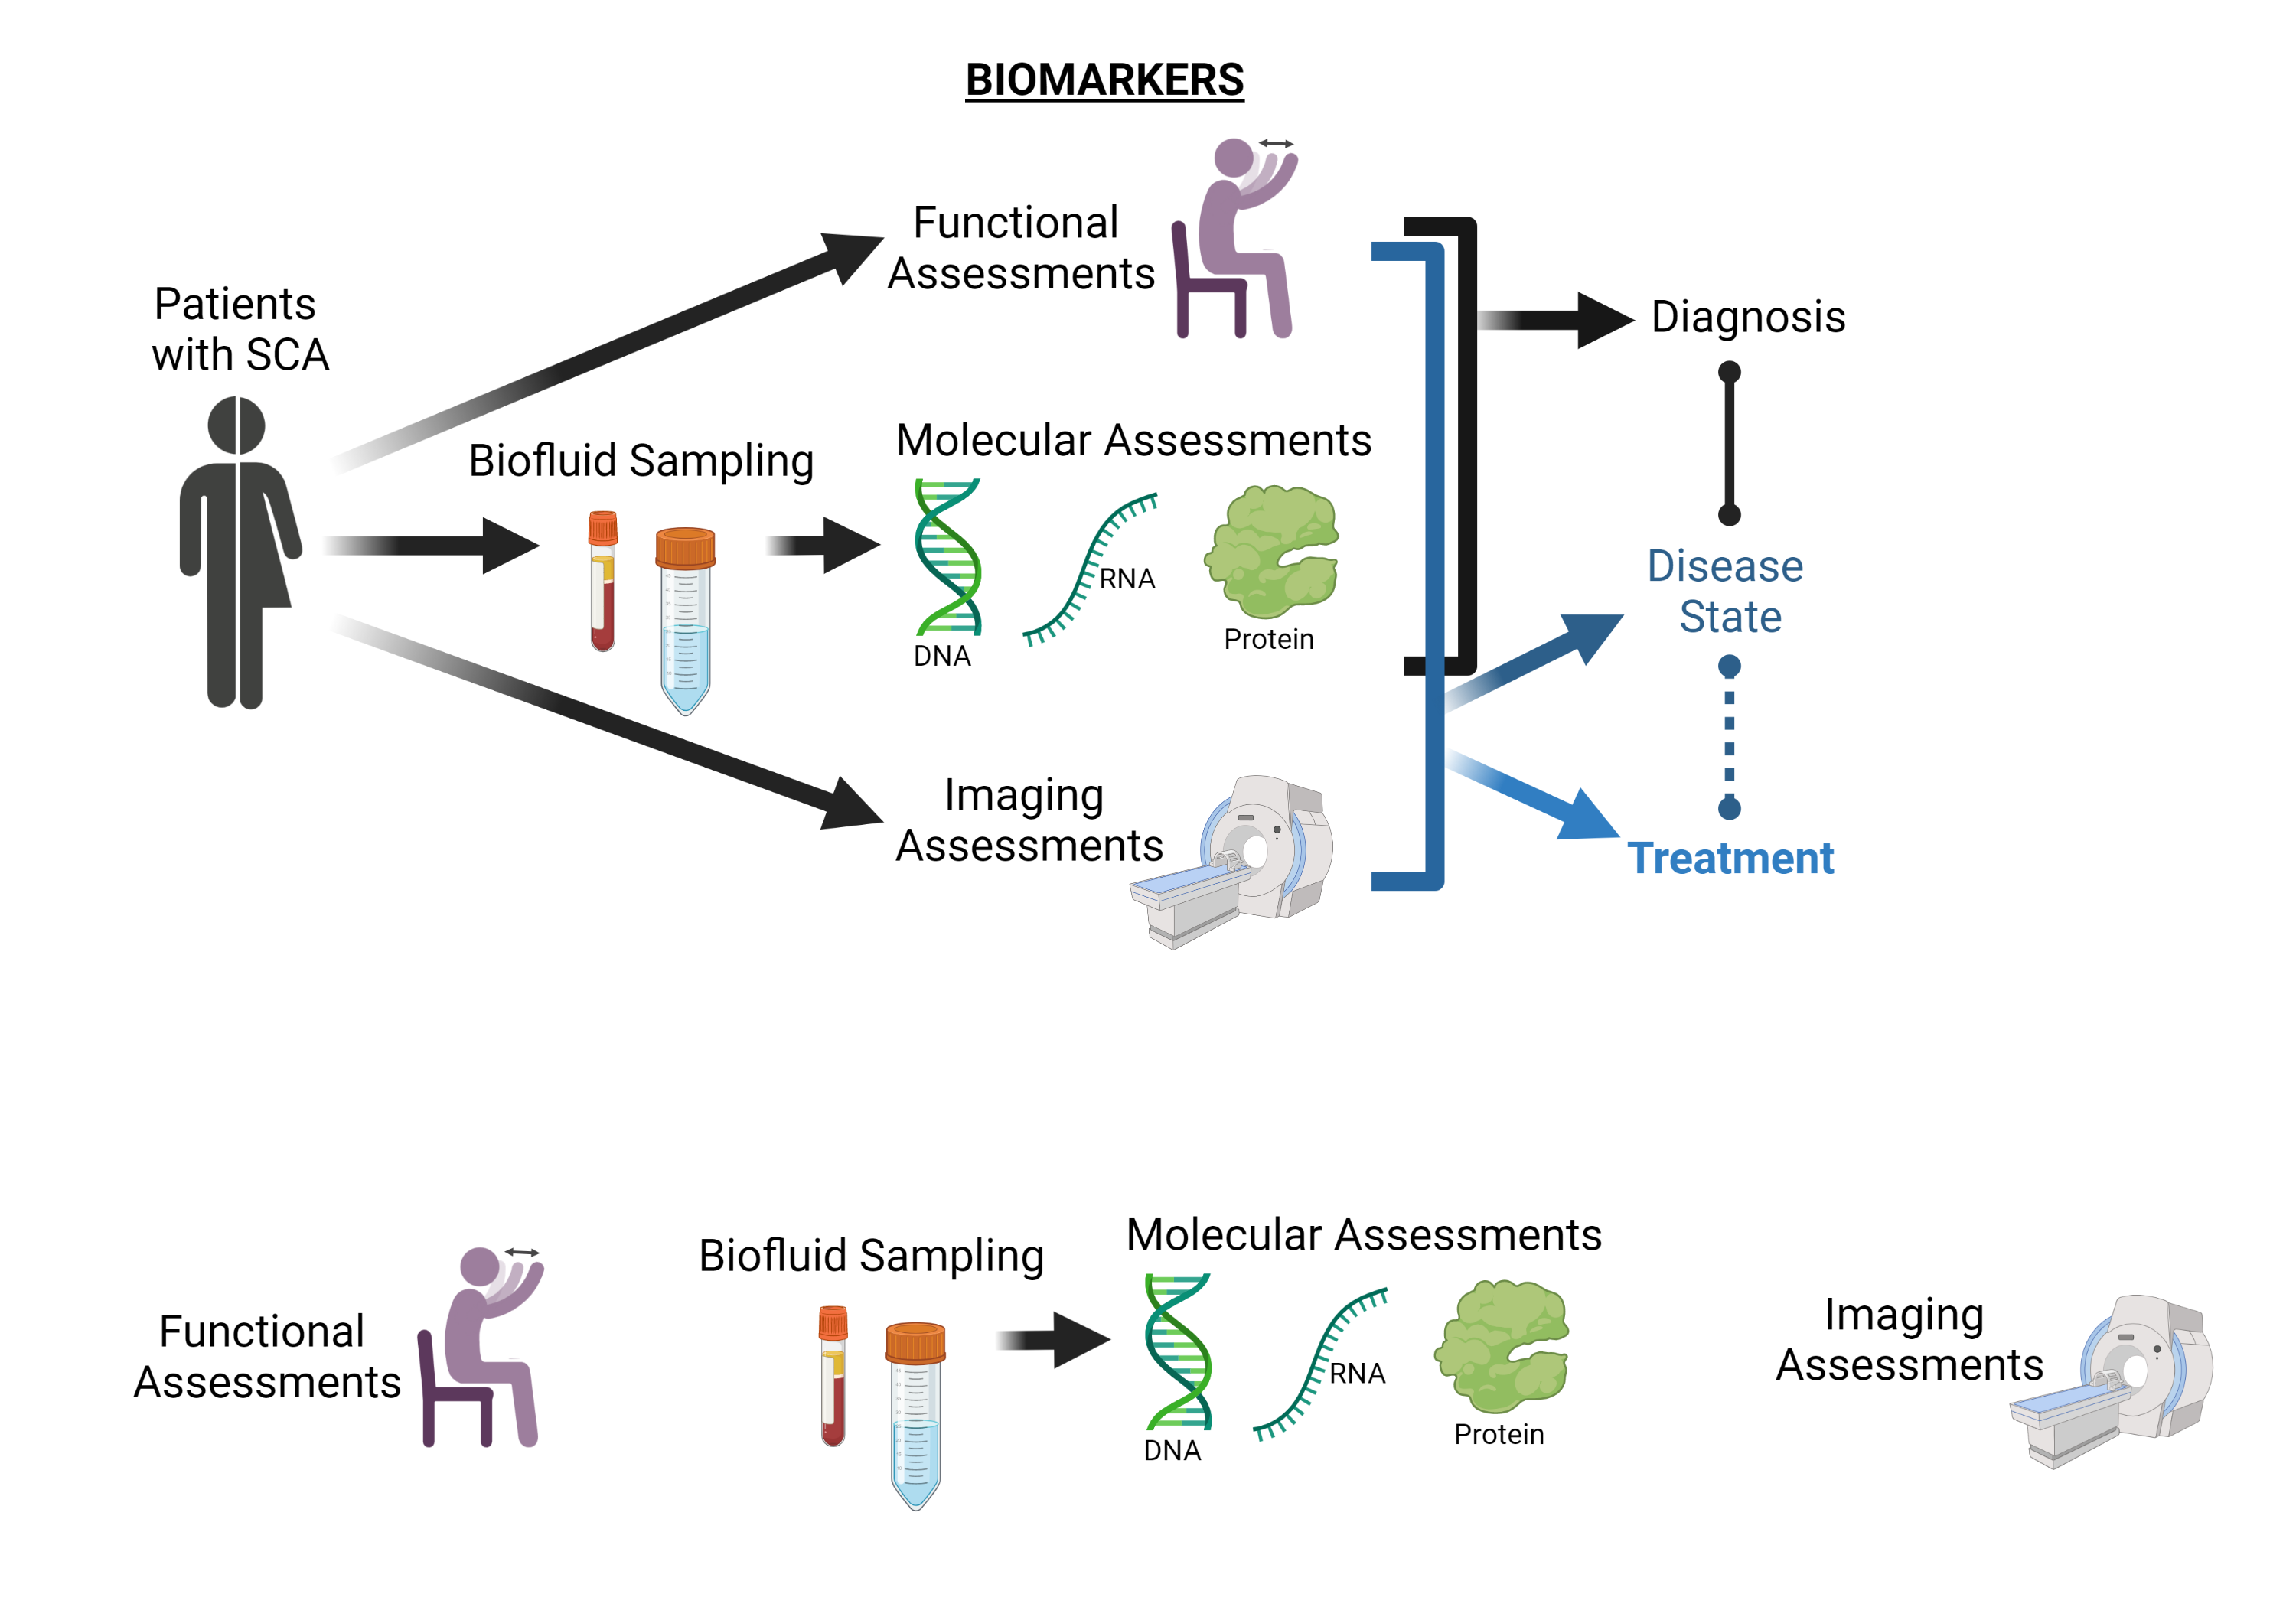 BIOMARKERS
Functional
Assessments
Patients
with SCA
Diagnosis
Biofluid Sampling
Molecular Assessments
RNA
Protein
DNA
Disease
State
Imaging
Assessments
Treatment
Functional
Assessments
Biofluid Sampling
Molecular Assessments
RNA
Protein
DNA
Imaging
Assessments